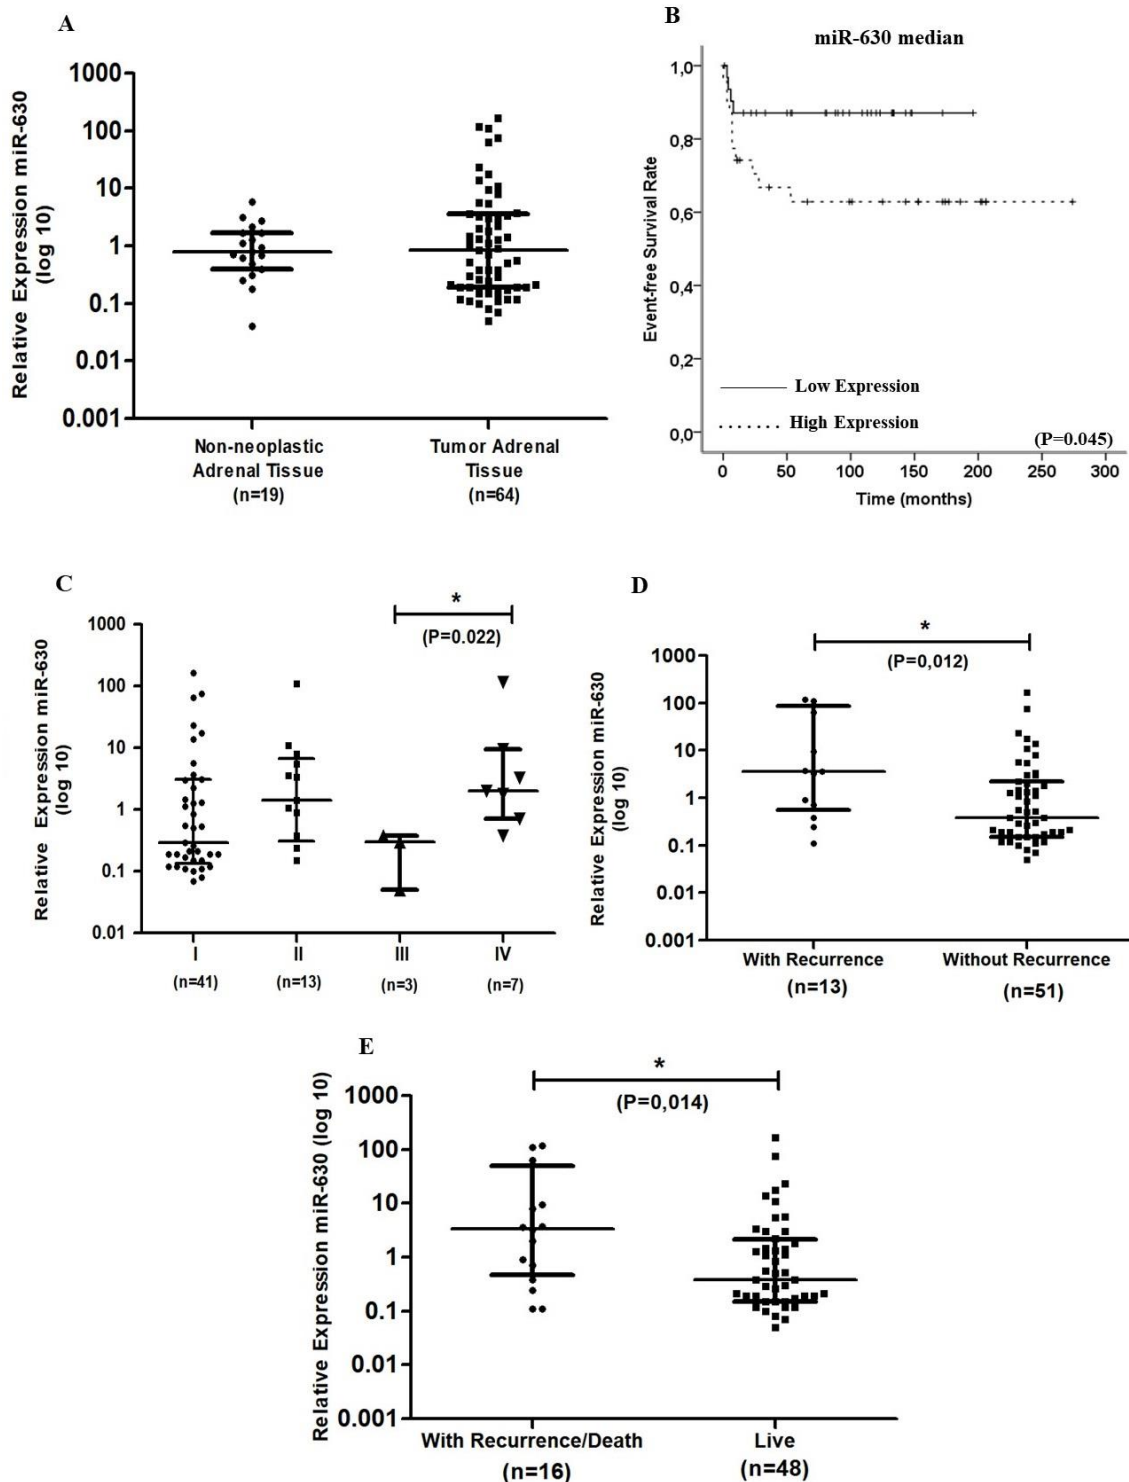 A
Relative Expression miR-630
(log 10)
1000
100
10
1
0.1
0.01
0.001
Non-neoplastic
Adrenal Tissue
(n=19)
Tumor Adrenal
Tissue
(n=64)
B
miR-630 median
Event-free Survival Rate
1,0
0,8
0,6
0,4
0,2
0,0
Low Expression
High Expression
(P=0.045)
0 50 100 150 200 250 300
Time (months)
C
*
(P=0.022)
Relative Expression miR-630
(log 10)
1000
100
10
1
0.1
0.01
I II III IV
(n=41) (n=13) (n=3) (n=7)
D
*
(P=0,012)
Relative Expression miR-630
(log 10)
1000
100
10
1
0.1
0.01
0.001
With Recurrence
(n=13)
Without Recurrence
(n=51)
E
*
(P=0,014)
Relative Expression miR-630 (log 10)
1000
100
10
1
0.1
0.01
0.001
With Recurrence/Death
(n=16)
Live
(n=48)